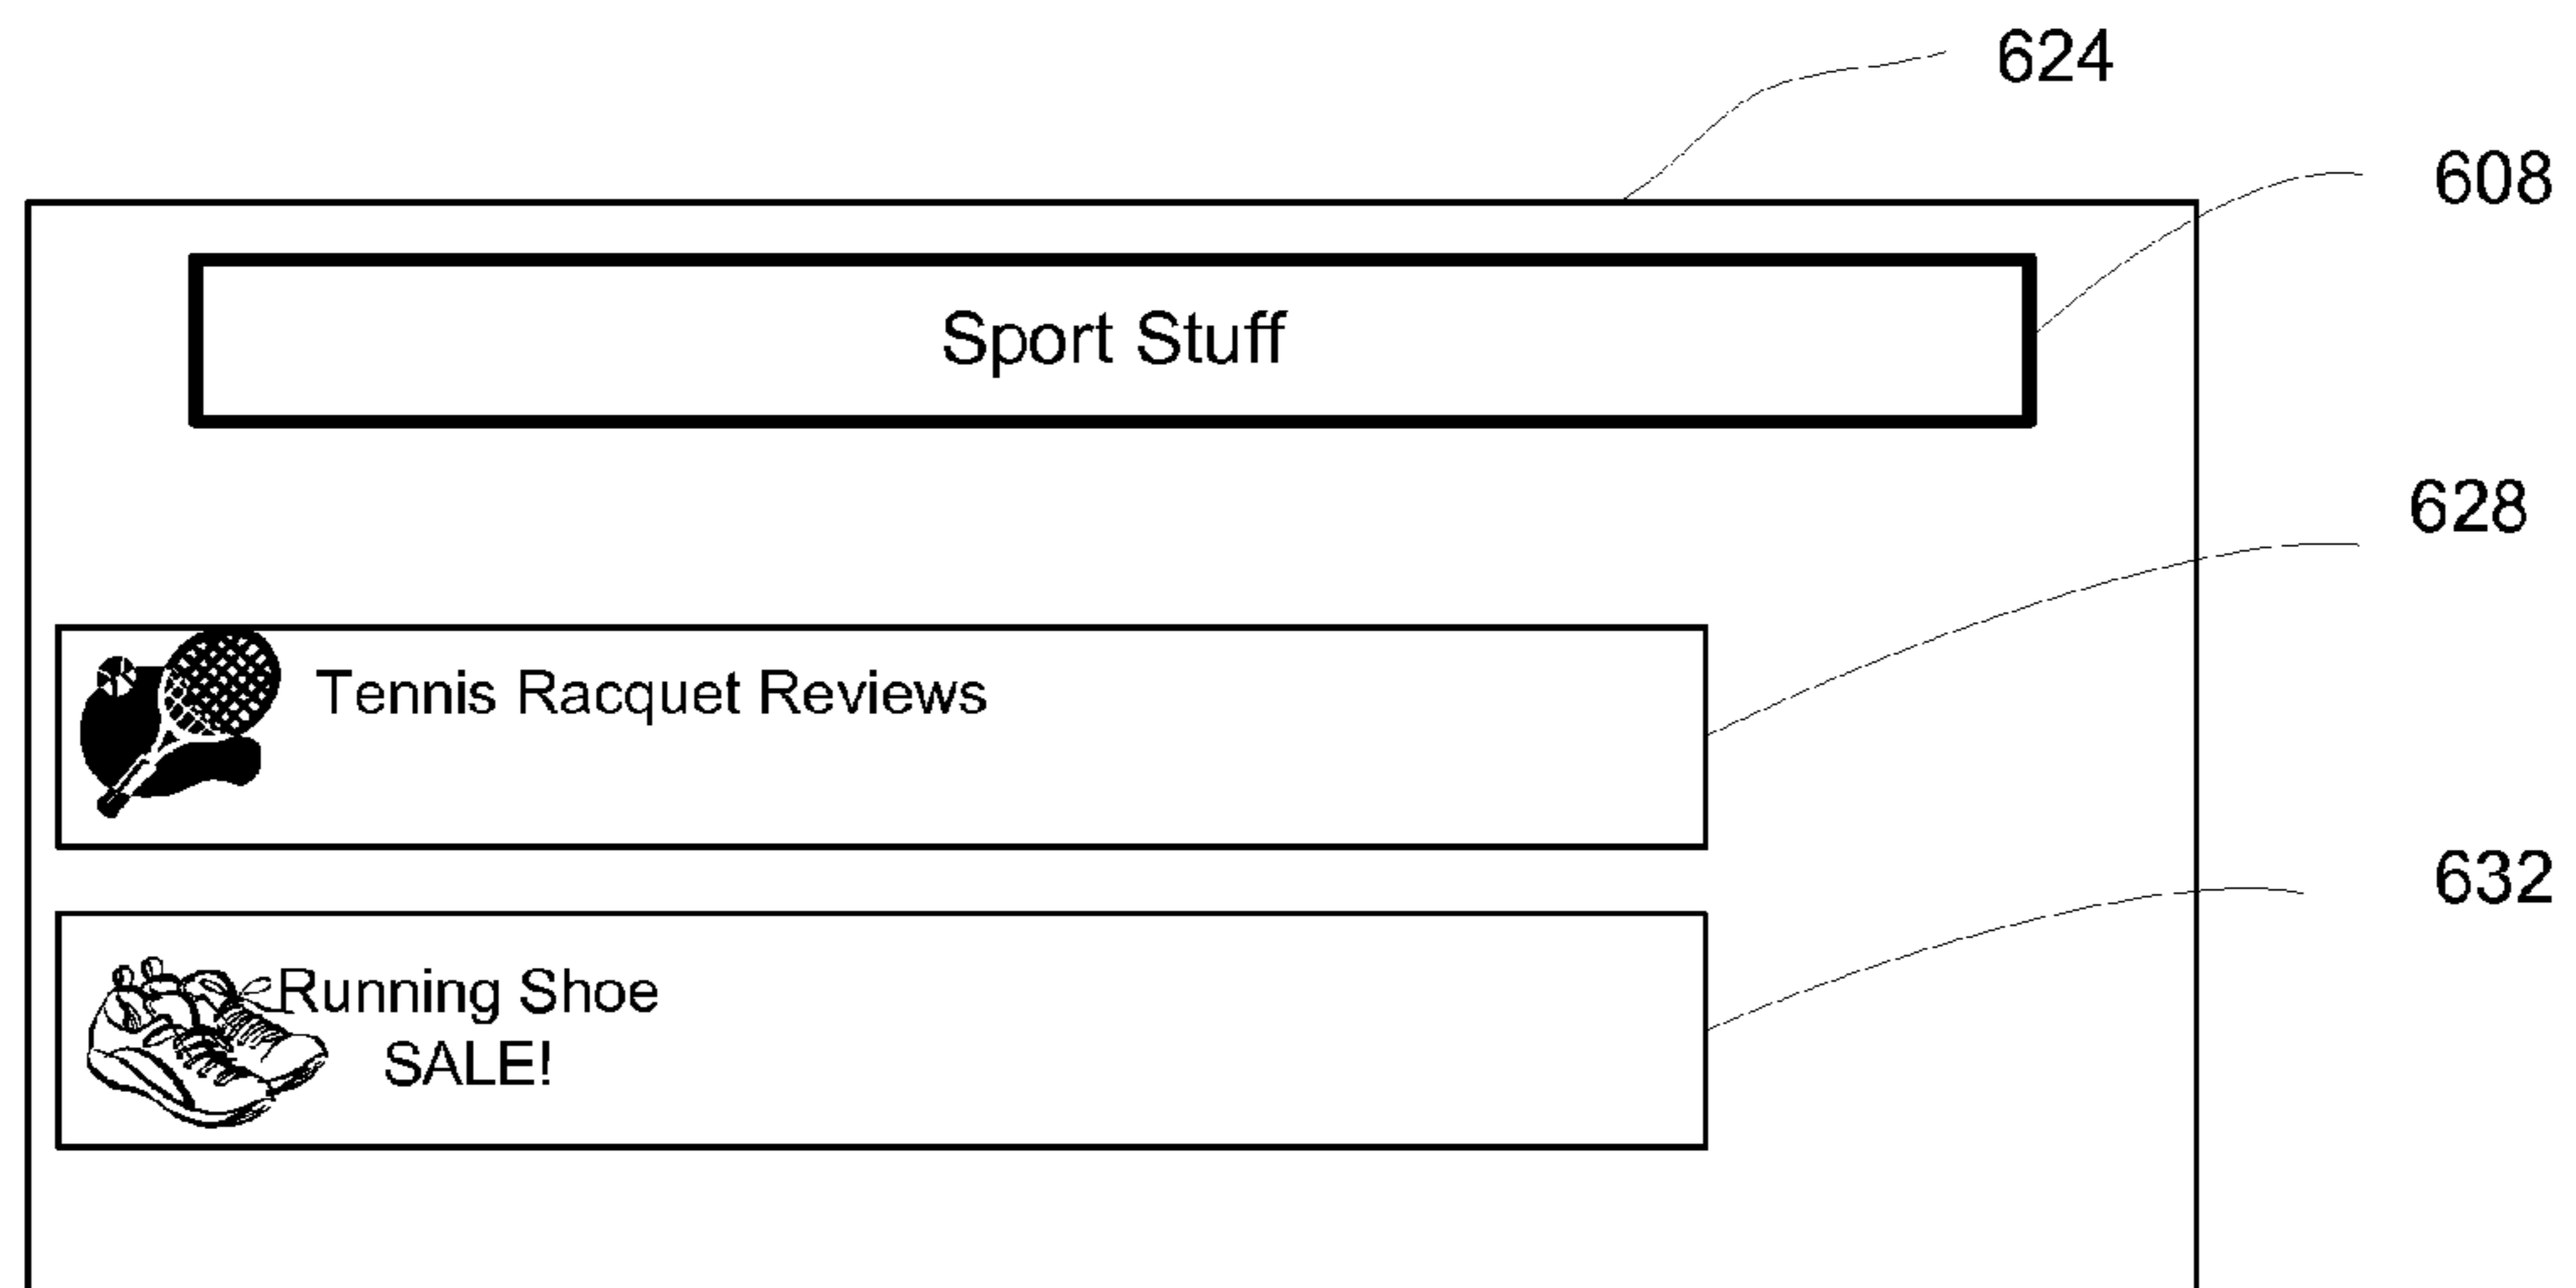 624
608
Sport Stuff
628
Tennis Racquet Reviews
632
Running Shoe
SALE!